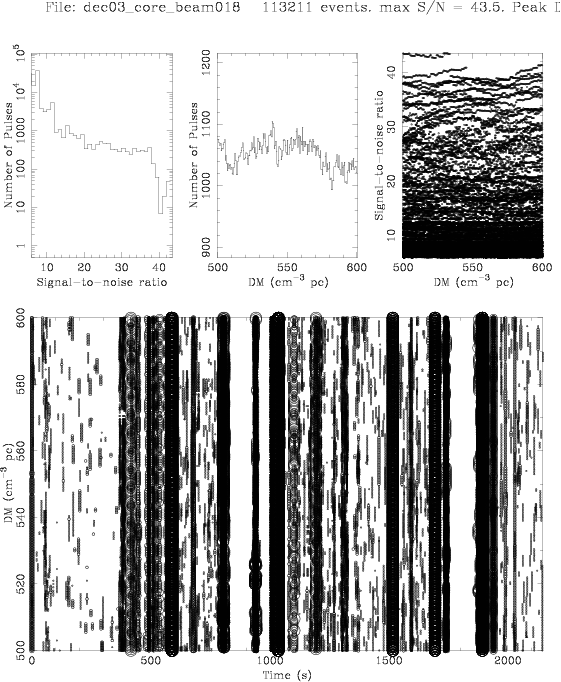 File: dec03_core_beam018 113211 events. max S/N = 43.5. Peak D
10^5
10^4
1000
100
10
1
Number of Pulses
10 20 30 40
Signal-to-noise ratio
1200
1100
1000
900
Number of Pulses
500 550 600
DM (cm^-3 pc)
40
30
20
10
Signal-to-noise ratio
500 550 600
DM (cm^-3 pc)
600
580
560
540
520
500
DM (cm^-3 pc)
0 500 1000 1500 2000
Time (s)